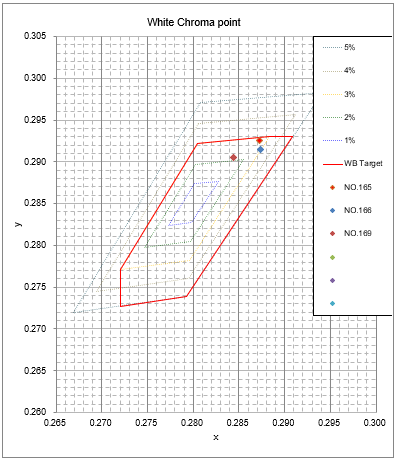 White Chroma point
0.305
0.300
0.295
0.290
0.285
0.280
0.275
0.270
0.265
0.260
y
0.265 0.270 0.275 0.280 0.285 0.290 0.295 0.300
x
5%
4%
3%
2%
1%
WB Target
NO.165
NO.166
NO.169